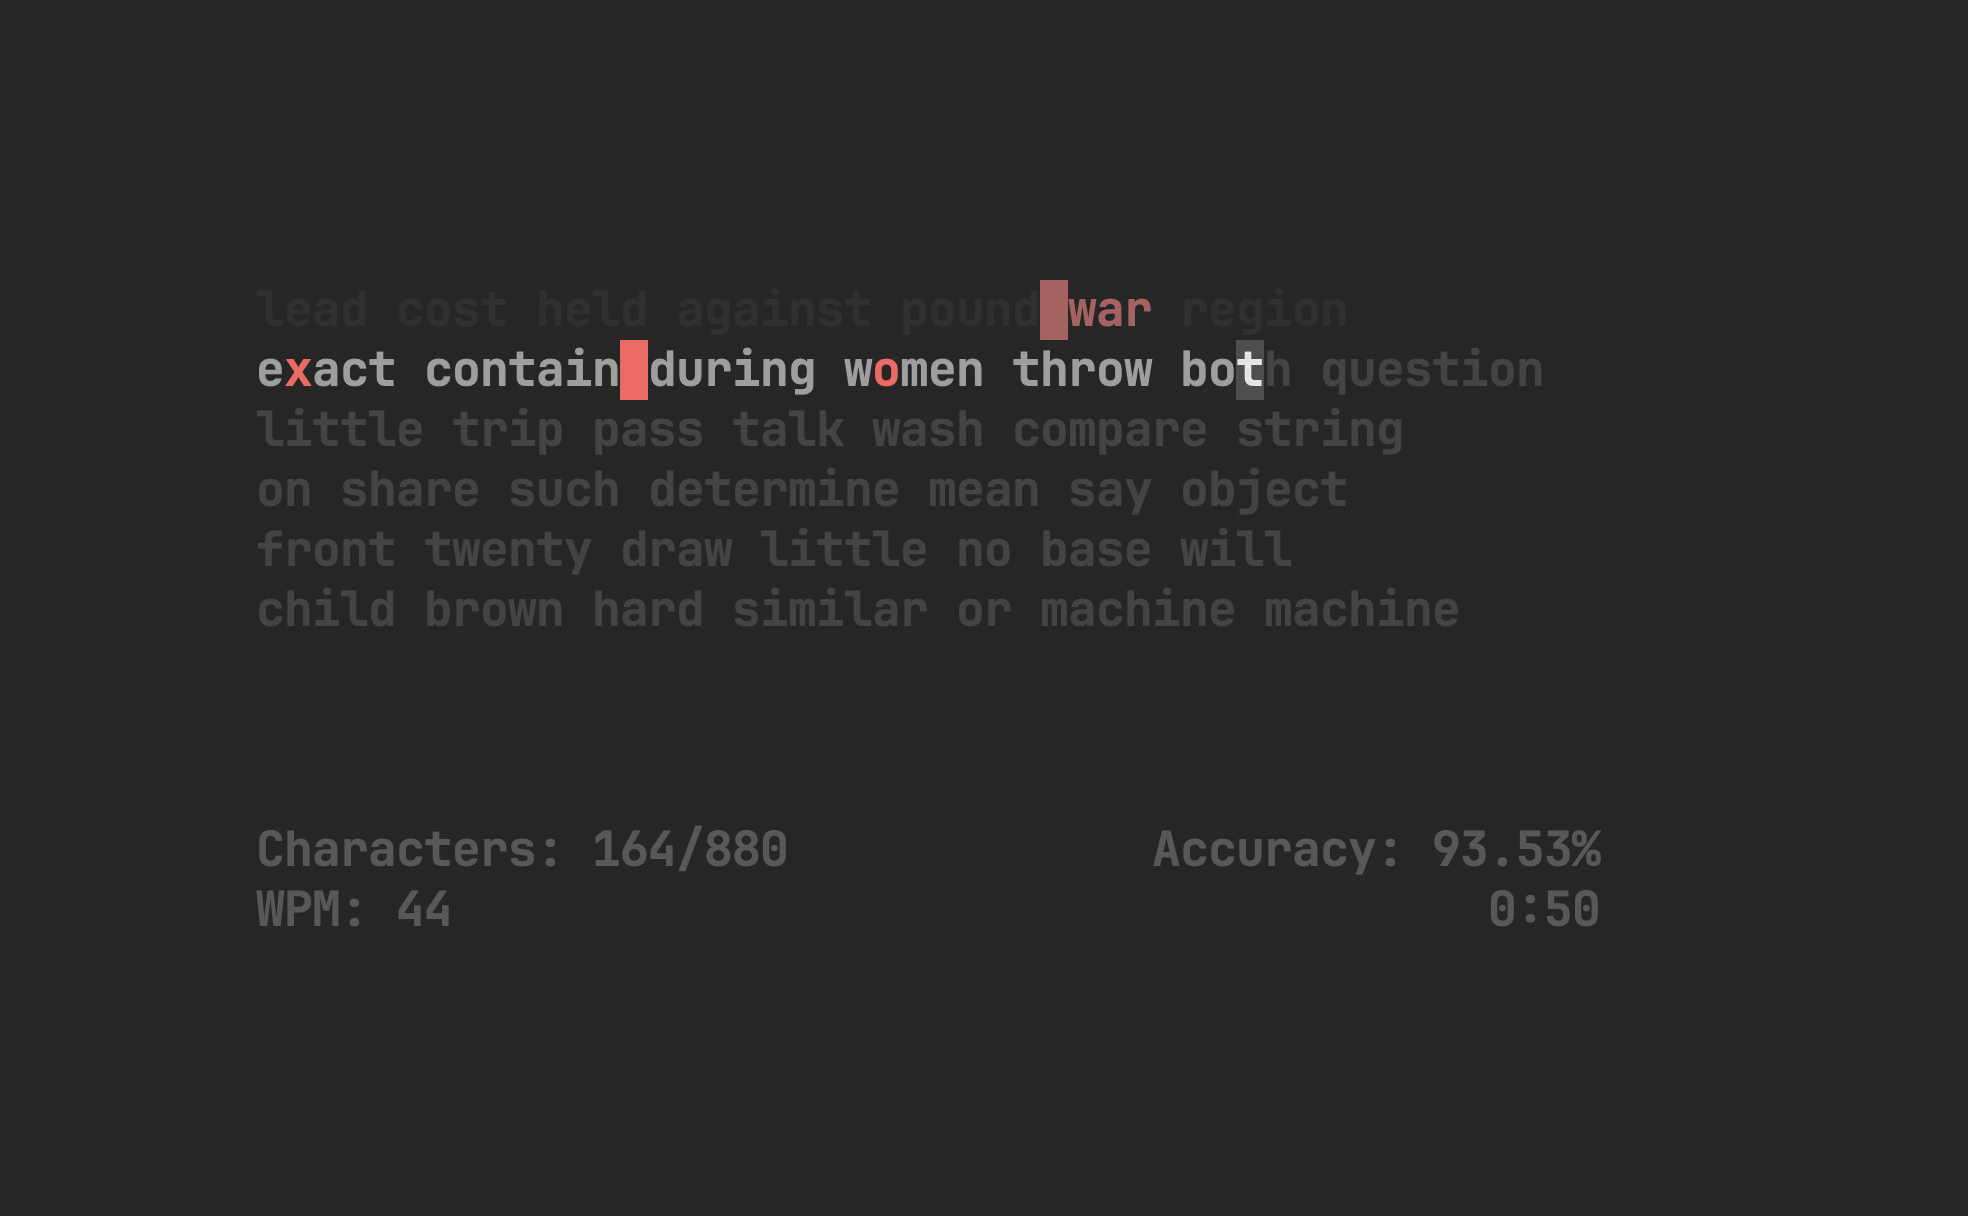 lead cost held against pound war region
exact contain during women throw both question
little trip pass talk wash compare string
on share such determine mean say object
front twenty draw little no base will
child brown hard similar or machine machine
Characters: 164/880
Accuracy: 93.53%
WPM: 44
0:50